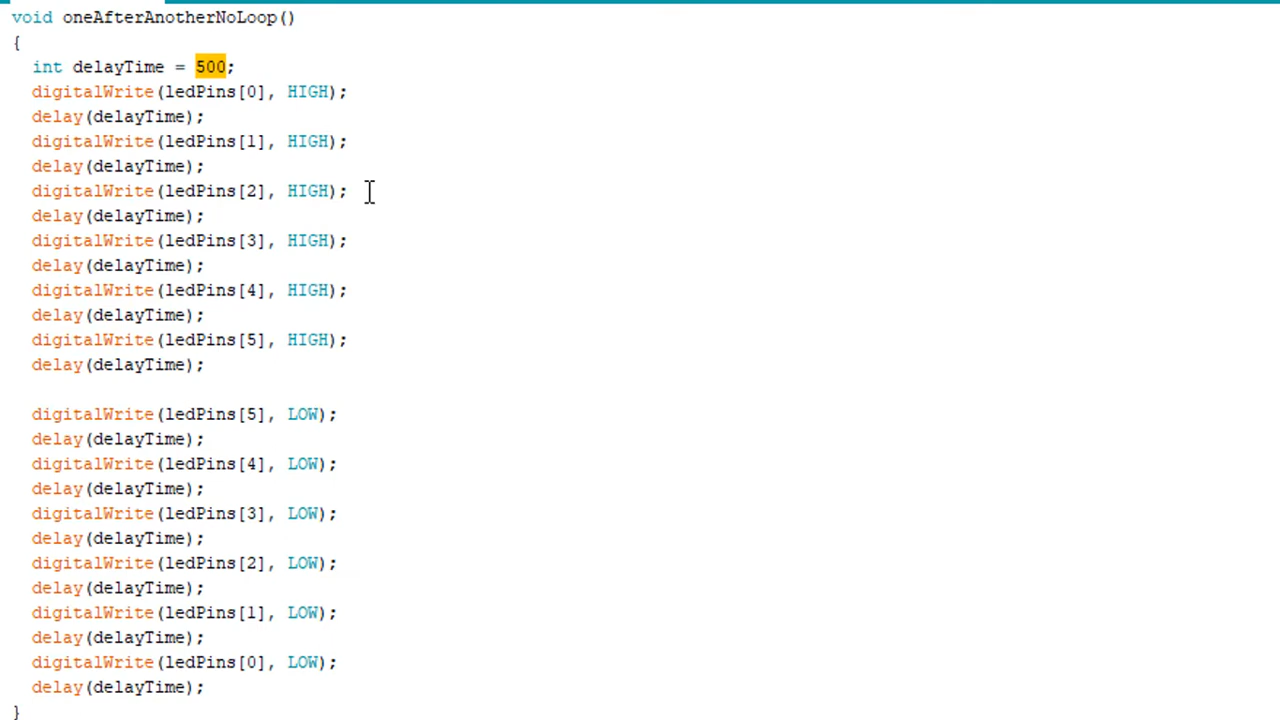 void oneAfterAnotherNoLoop()
{
int delayTime = 500;
digitalWrite(ledPins[0], HIGH);
delay(delayTime);
digitalWrite(ledPins[1], HIGH);
delay(delayTime);
digitalWrite(ledPins[2], HIGH);
delay(delayTime);
digitalWrite(ledPins[3], HIGH);
delay(delayTime);
digitalWrite(ledPins[4], HIGH);
delay(delayTime);
digitalWrite(ledPins[5], HIGH);
delay(delayTime);
digitalWrite(ledPins[5], LOW);
delay(delayTime);
digitalWrite(ledPins[4], LOW);
delay(delayTime);
digitalWrite(ledPins[3], LOW);
delay(delayTime);
digitalWrite(ledPins[2], LOW);
delay(delayTime);
digitalWrite(ledPins[1], LOW);
delay(delayTime);
digitalWrite(ledPins[0], LOW);
delay(delayTime);
}